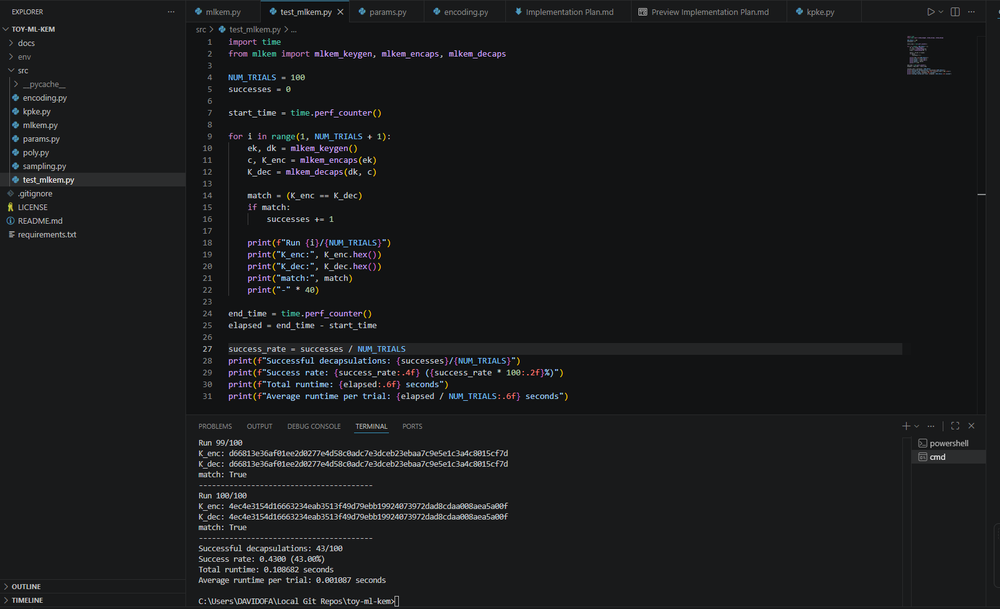 EXPLORER
TOY-ML-KEM
docs
env
src
__pycache__
encoding.py
kpke.py
mlkem.py
params.py
poly.py
sampling.py
test_mlkem.py
.gitignore
LICENSE
README.md
requirements.txt
OUTLINE
TIMELINE
mlkem.py
test_mlkem.py
params.py
encoding.py
Implementation Plan.md
Preview Implementation Plan.md
kpke.py
src > test_mlkem.py > ...
1 import time
2 from mlkem import mlkem_keygen, mlkem_encaps, mlkem_decaps
3
4 NUM_TRIALS = 100
5 successes = 0
6
7 start_time = time.perf_counter()
8
9 for i in range(1, NUM_TRIALS + 1):
10     ek, dk = mlkem_keygen()
11     c, K_enc = mlkem_encaps(ek)
12     K_dec = mlkem_decaps(dk, c)
13
14     match = (K_enc == K_dec)
15     if match:
16         successes += 1
17
18     print(f"Run {i}/{NUM_TRIALS}")
19     print("K_enc:", K_enc.hex())
20     print("K_dec:", K_dec.hex())
21     print("match:", match)
22     print("-" * 40)
23
24 end_time = time.perf_counter()
25 elapsed = end_time - start_time
26
27 success_rate = successes / NUM_TRIALS
28 print(f"Successful decapsulations: {successes}/{NUM_TRIALS}")
29 print(f"Success rate: {success_rate:.4f} ({success_rate * 100:.2f}%)")
30 print(f"Total runtime: {elapsed:.6f} seconds")
31 print(f"Average runtime per trial: {elapsed / NUM_TRIALS:.6f} seconds")
PROBLEMS OUTPUT DEBUG CONSOLE TERMINAL PORTS
Run 99/100
K_enc: d66813e36af01ee2d0277e4d58c0adc7e3dceb23ebaa7c9e5e1c3a4c8015cf7d
K_dec: d66813e36af01ee2d0277e4d58c0adc7e3dceb23ebaa7c9e5e1c3a4c8015cf7d
match: True
----------------------------------------
Run 100/100
K_enc: 4ec4e3154d16663234eab3513f49d79ebb19924073972dad8cdaa008aea5a00f
K_dec: 4ec4e3154d16663234eab3513f49d79ebb19924073972dad8cdaa008aea5a00f
match: True
----------------------------------------
Successful decapsulations: 43/100
Success rate: 0.4300 (43.00%)
Total runtime: 0.108682 seconds
Average runtime per trial: 0.001087 seconds
C:\Users\DAVIDOFA\Local Git Repos\toy-ml-kem>
powershell
cmd